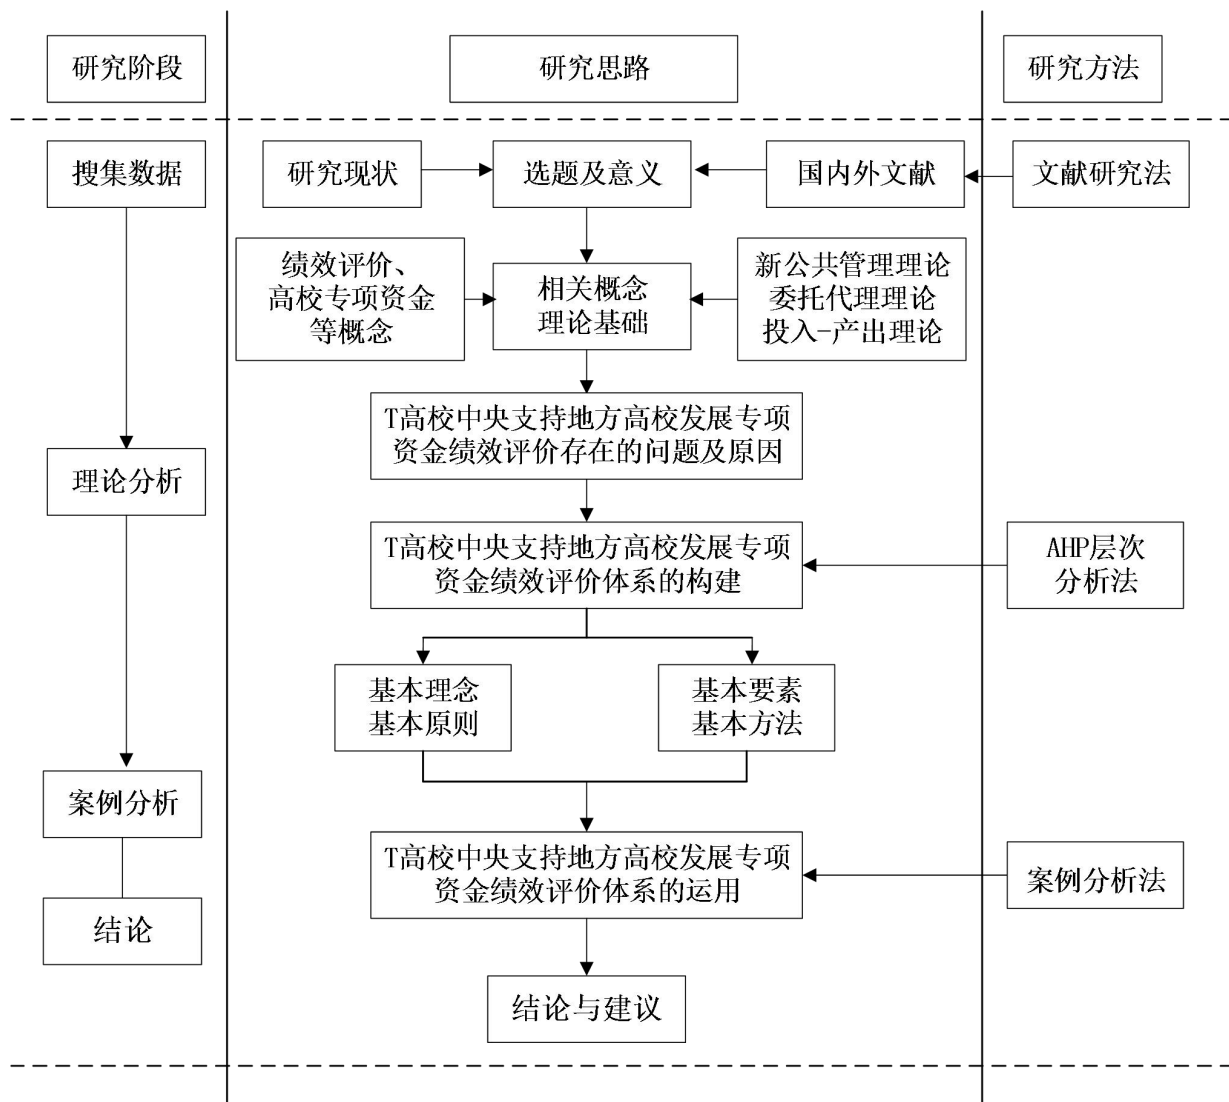 研究阶段
研究思路
研究方法
搜集数据
研究现状
选题及意义
国内外文献
文献研究法
绩效评价、
高校专项资金
等概念
相关概念
理论基础
新公共管理理论
委托代理理论
投入-产出理论
T高校中央支持地方高校发展专项
资金绩效评价存在的问题及原因
理论分析
T高校中央支持地方高校发展专项
资金绩效评价体系的构建
AHP层次
分析法
基本理念
基本原则
基本要素
基本方法
案例分析
T高校中央支持地方高校发展专项
资金绩效评价体系的运用
案例分析法
结论
结论与建议